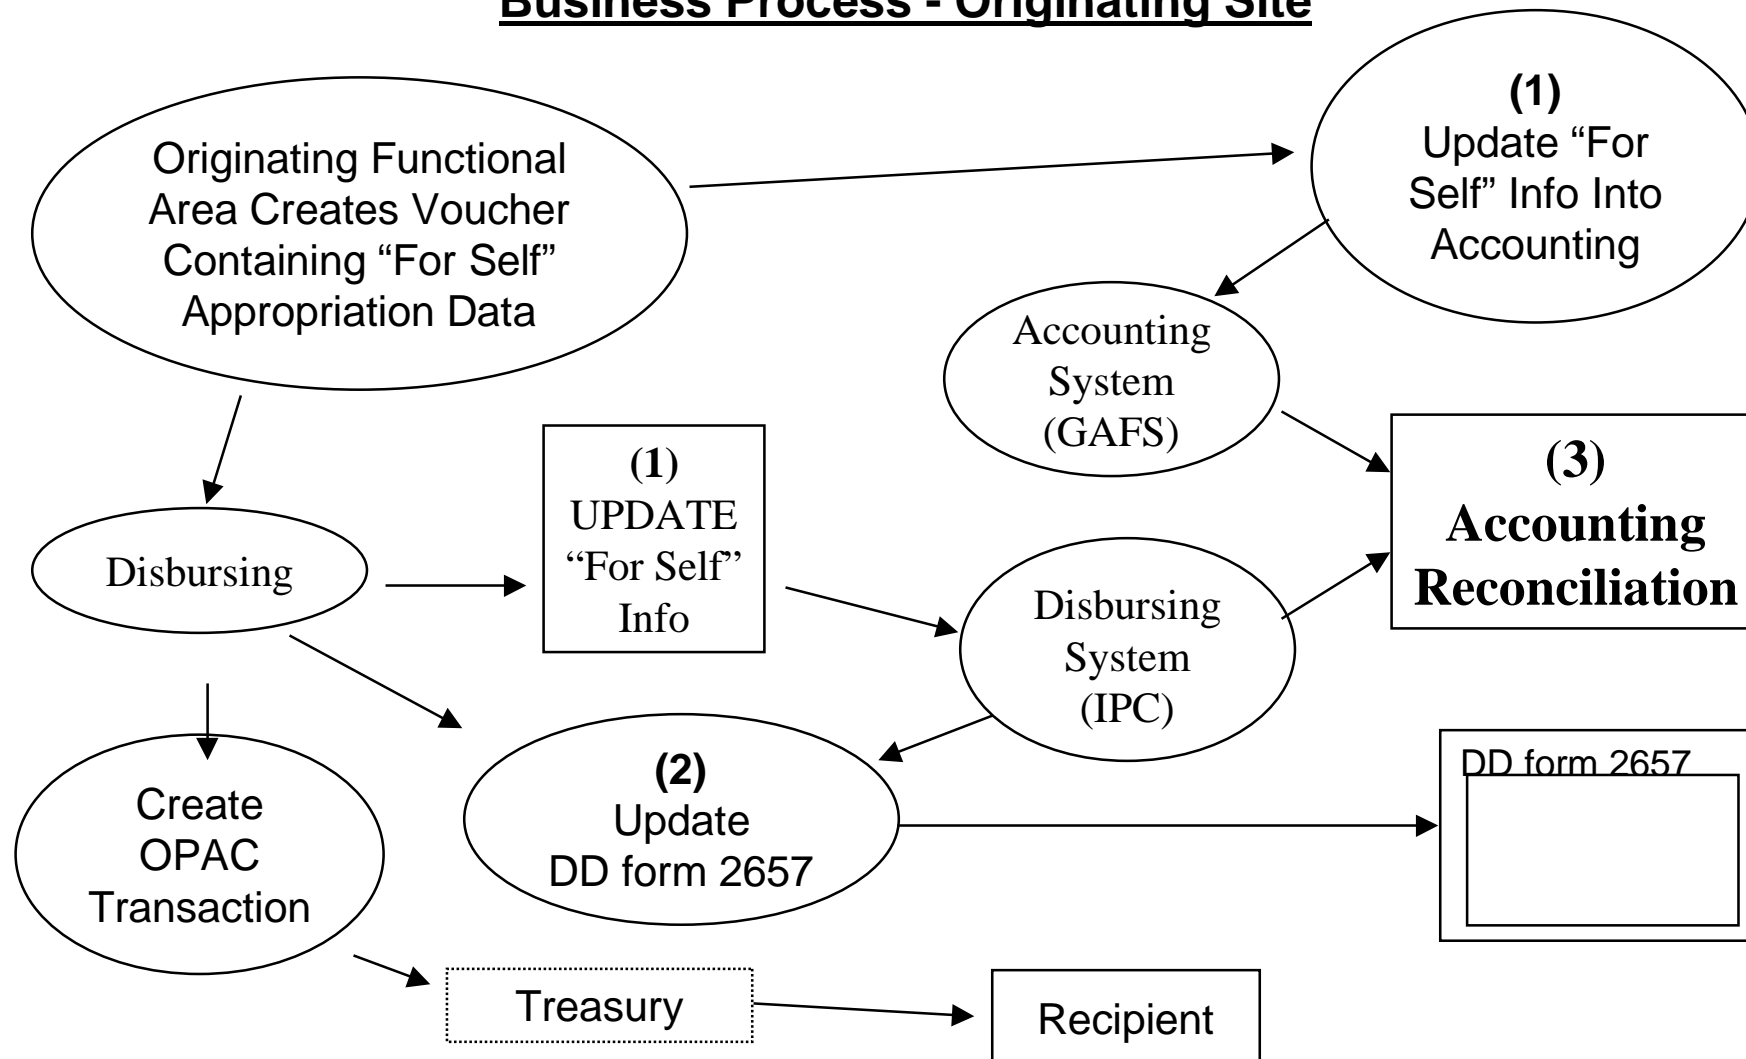 Business Process - Originating Site
(1)
Update “For
Self” Info Into
Accounting
Originating Functional
Area Creates Voucher
Containing “For Self”
Appropriation Data
Accounting
System
(GAFS)
(3)
Accounting
Reconciliation
(1)
UPDATE
“For Self”
Info
Disbursing
Disbursing
System
(IPC)
(2)
Update
DD form 2657
DD form 2657
Create
OPAC
Transaction
Treasury
Recipient